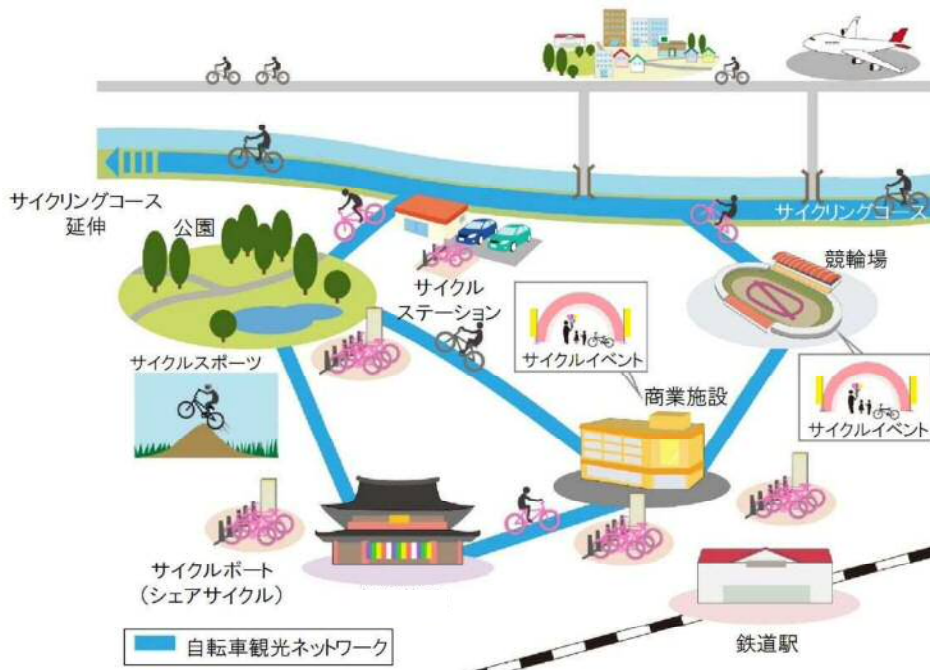 サイクリングコース
延伸
サイクリングコース
公園
競輪場
サイクル
ステーション
サイクルイベント
サイクルスポーツ
商業施設
サイクルイベント
サイクルポート
(シェアサイクル)
鉄道駅
自転車観光ネットワーク